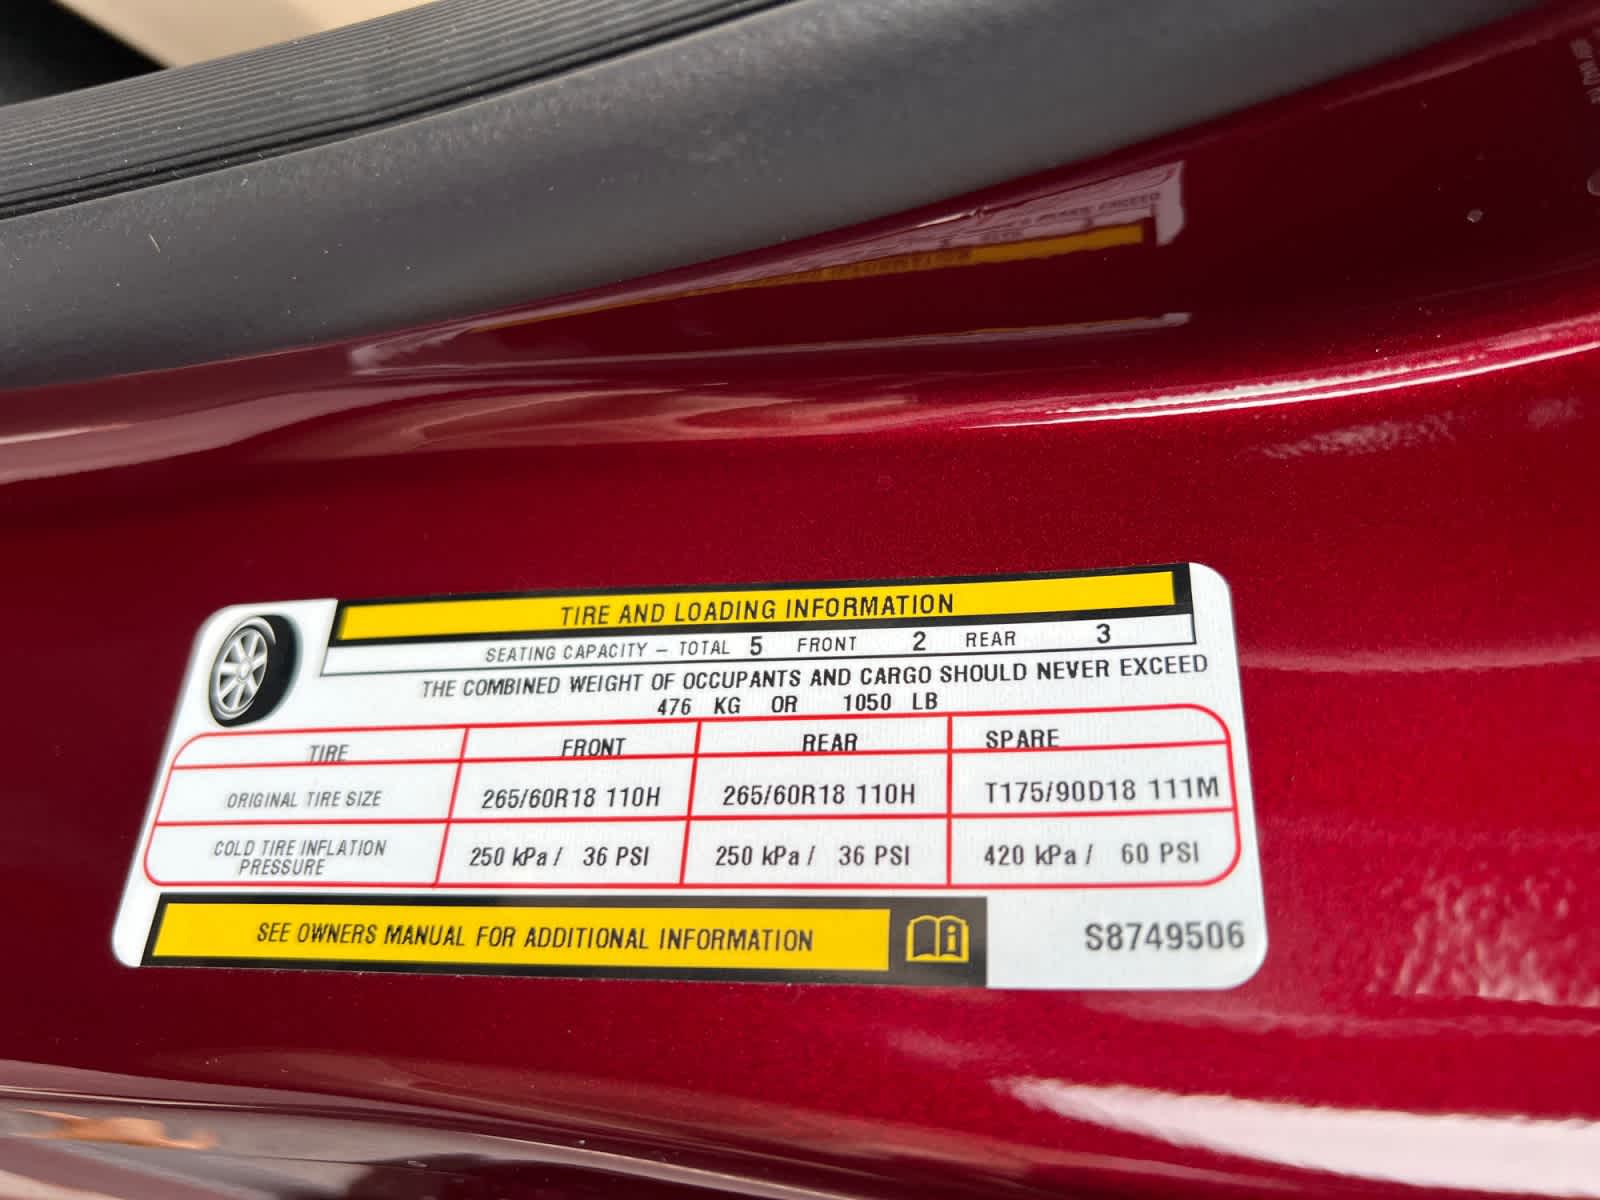 TIRE AND LOADING INFORMATION
SEATING CAPACITY – TOTAL 5 FRONT 2 REAR 3
THE COMBINED WEIGHT OF OCCUPANTS AND CARGO SHOULD NEVER EXCEED
476 KG OR 1050 LB
TIRE FRONT REAR SPARE
ORIGINAL TIRE SIZE 265/60R18 110H 265/60R18 110H T175/90D18 111M
COLD TIRE INFLATION PRESSURE 250 kPa / 36 PSI 250 kPa / 36 PSI 420 kPa / 60 PSI
SEE OWNERS MANUAL FOR ADDITIONAL INFORMATION
S8749506